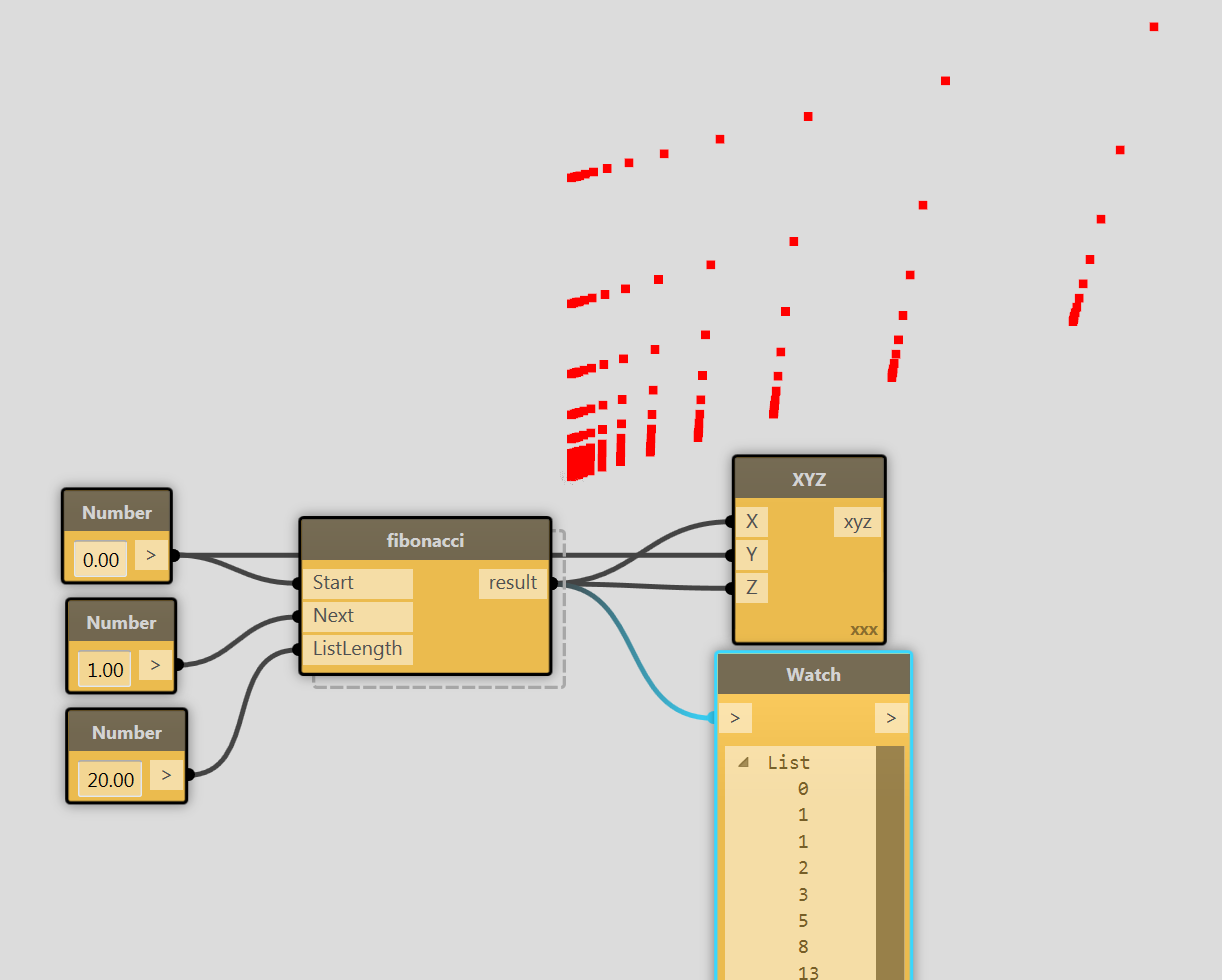 Number
0.00 >
Number
1.00 >
Number
20.00 >
fibonacci
Start result
Next
ListLength
XYZ
X xyz
Y
Z
xxx
Watch
> >
List
0
1
1
2
3
5
8
13